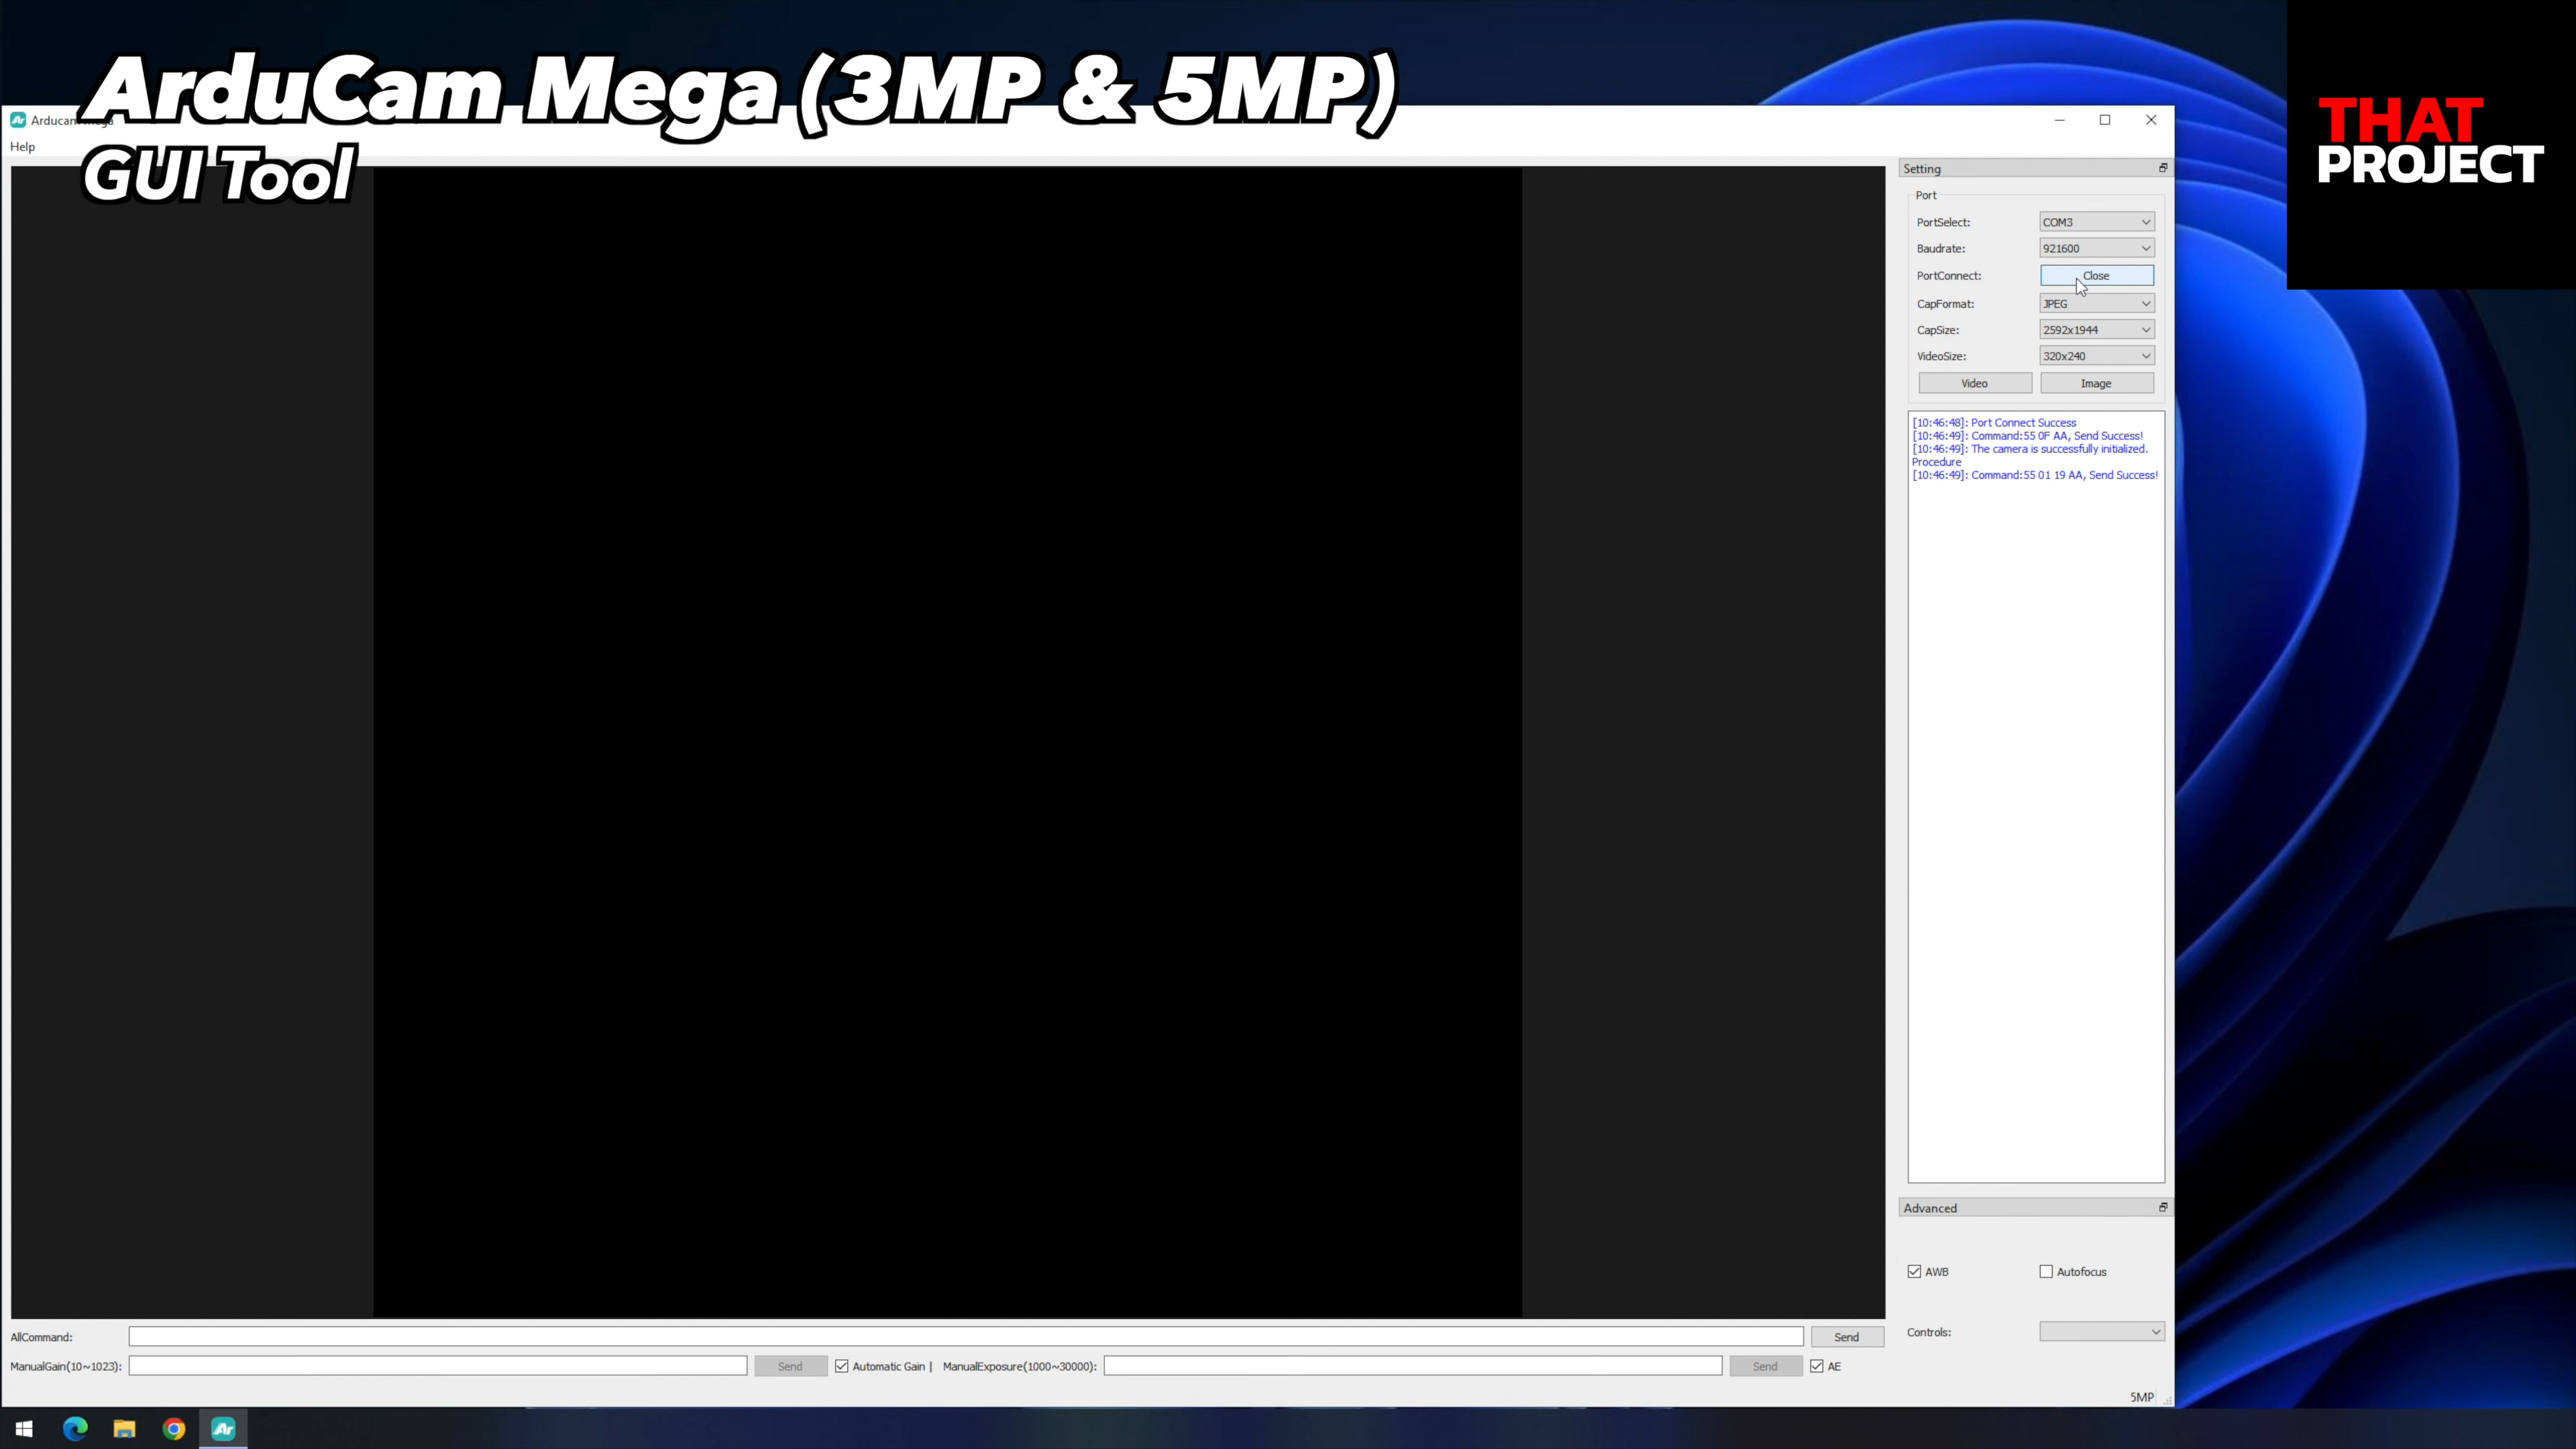 ArduCam Mega (3MP & 5MP)
GUI Tool
THAT
PROJECT
Arducam Mega
Help
Setting
Port
PortSelect: COM3
Baudrate: 921600
PortConnect: Close
CapFormat: JPEG
CapSize: 2592x1944
VideoSize: 320x240
Video Image
[10:46:48]: Port Connect Success
[10:46:49]: Command:55 0F AA, Send Success!
[10:46:49]: The camera is successfully initialized.
Procedure
[10:46:49]: Command:55 01 19 AA, Send Success!
Advanced
AWB Autofocus
Controls:
AllCommand: Send
ManualGain(10~1023): Send Automatic Gain | ManualExposure(1000~30000): Send AE
5MP
Ar